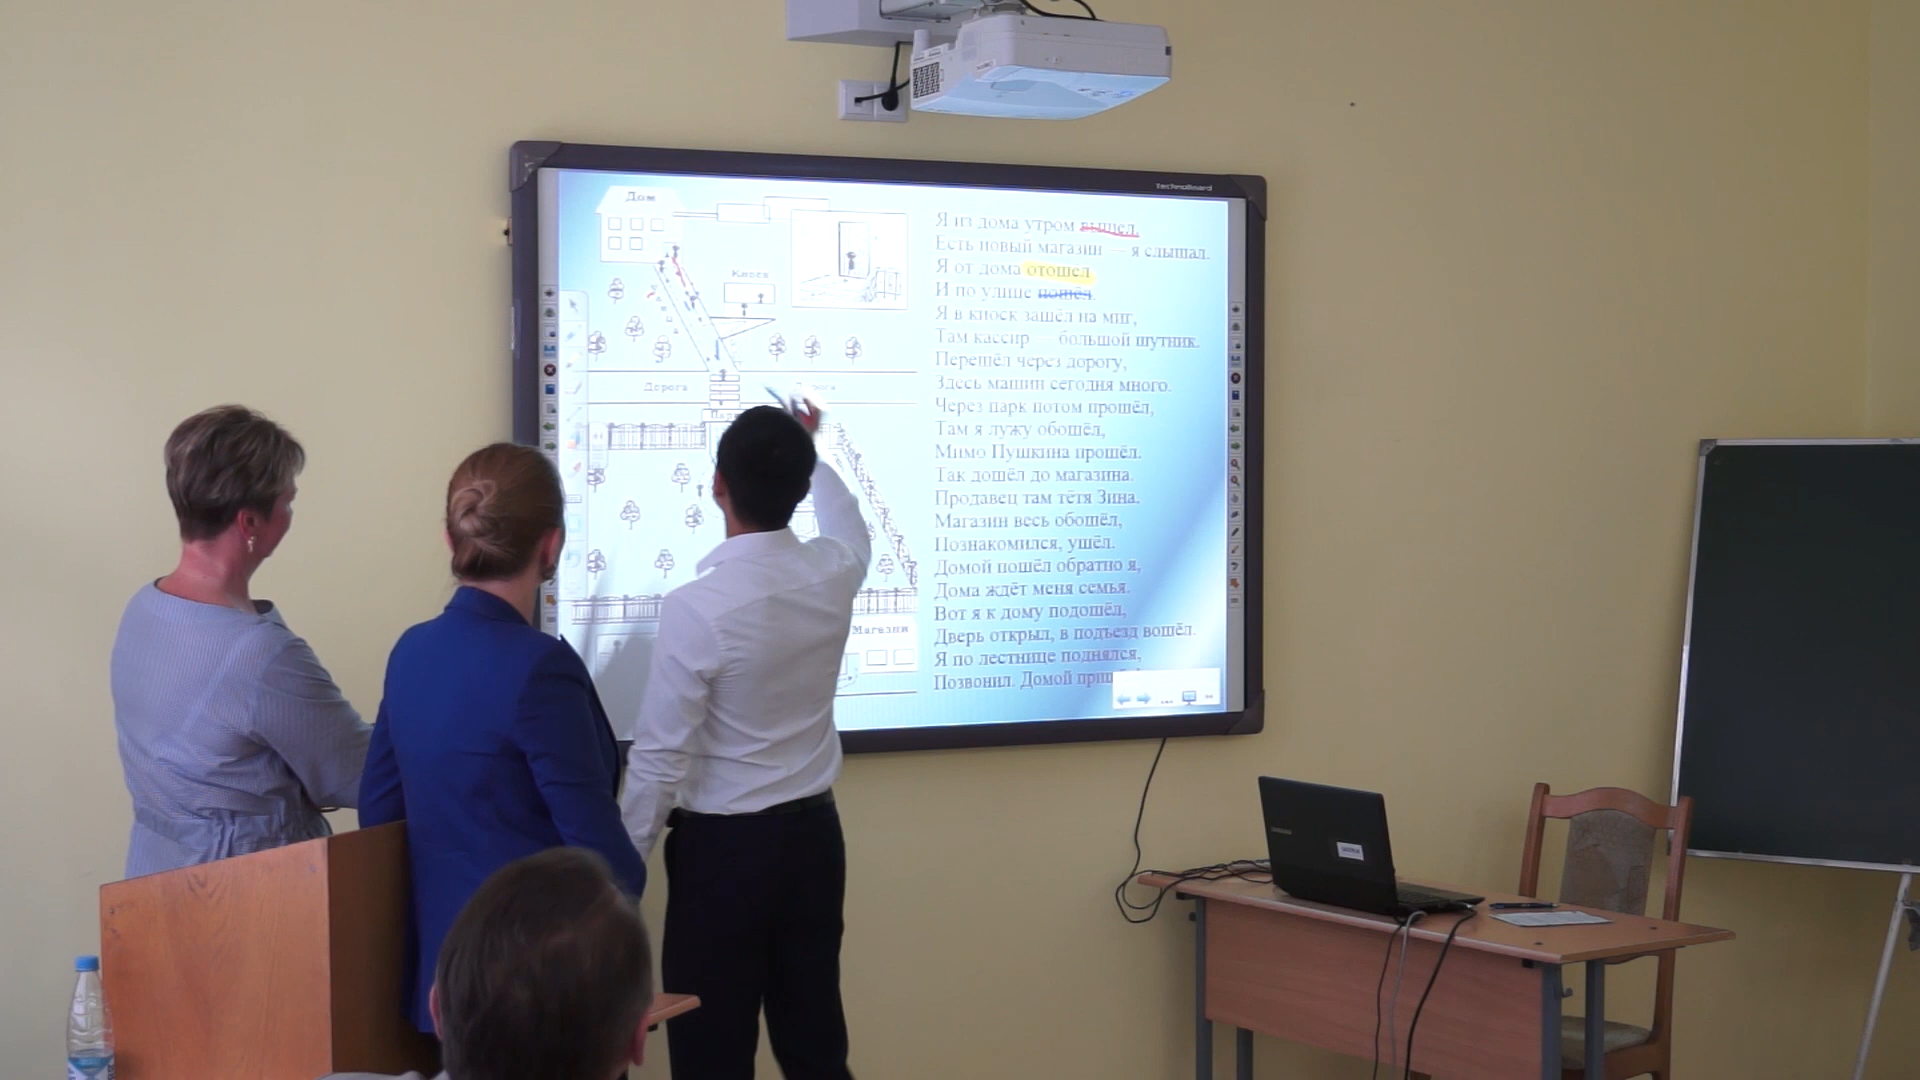 TechnoBoard
Дом
Киоск
Дорога
Дорога
Парк
Магазин
Я из дома утром вышел.
Есть новый магазин — я слышал.
Я от дома отошёл
И по улице пошёл.
Я в киоск зашёл на миг,
Там кассир — большой шутник.
Перешёл через дорогу,
Здесь машин сегодня много.
Через парк потом прошёл,
Там я лужу обошёл,
Мимо Пушкина прошёл.
Так дошёл до магазина.
Продавец там тётя Зина.
Магазин весь обошёл,
Познакомился, ушёл.
Домой пошёл обратно я,
Дома ждёт меня семья.
Вот я к дому подошёл,
Дверь открыл, в подъезд вошёл.
Я по лестнице поднялся,
Позвонил. Домой